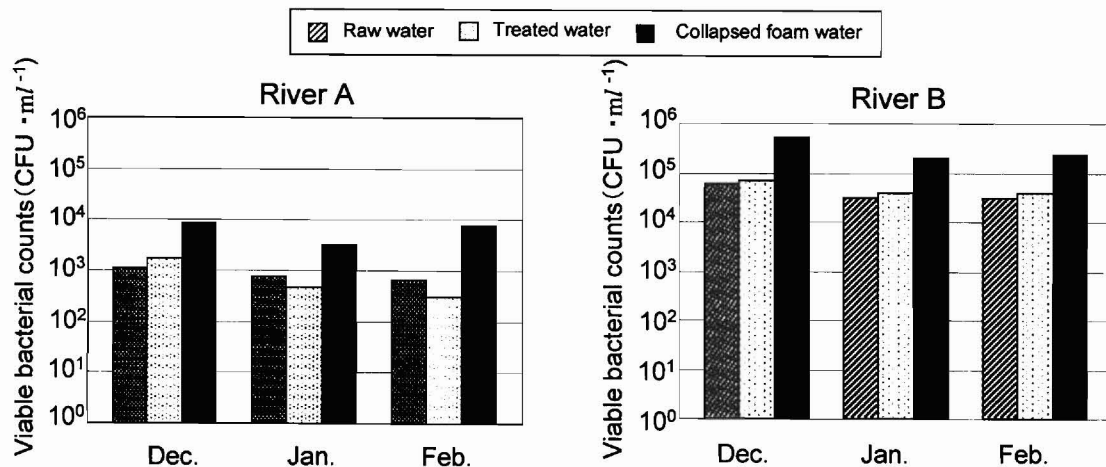 Raw water Treated water Collapsed foam water
River A
Viable bacterial counts(CFU・ml⁻¹)
10⁶
10⁵
10⁴
10³
10²
10¹
10⁰
Dec. Jan. Feb.
River B
Viable bacterial counts(CFU・ml⁻¹)
10⁶
10⁵
10⁴
10³
10²
10¹
10⁰
Dec. Jan. Feb.